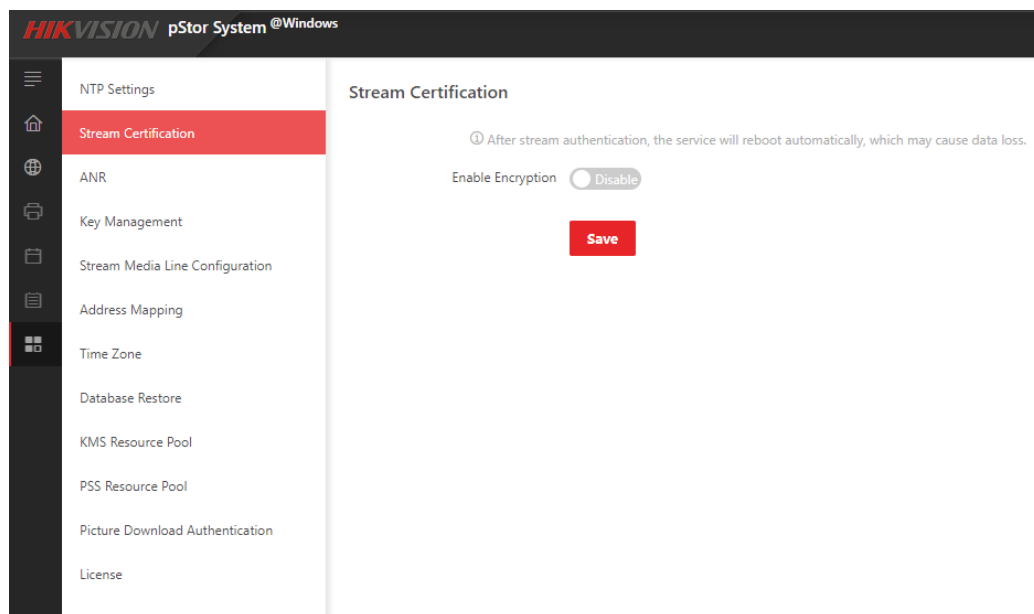 HIKVISION pStor System @Windows
NTP Settings
Stream Certification
ANR
Key Management
Stream Media Line Configuration
Address Mapping
Time Zone
Database Restore
KMS Resource Pool
PSS Resource Pool
Picture Download Authentication
License
Stream Certification
After stream authentication, the service will reboot automatically, which may cause data loss.
Enable Encryption Disable
Save